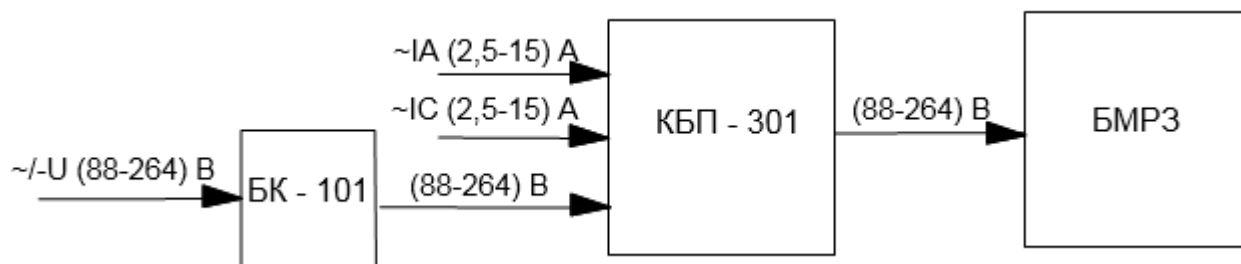 ~IA (2,5-15) А
~IC (2,5-15) А
КБП - 301
(88-264) В
БМРЗ
~/-U (88-264) В
БК - 101
(88-264) В